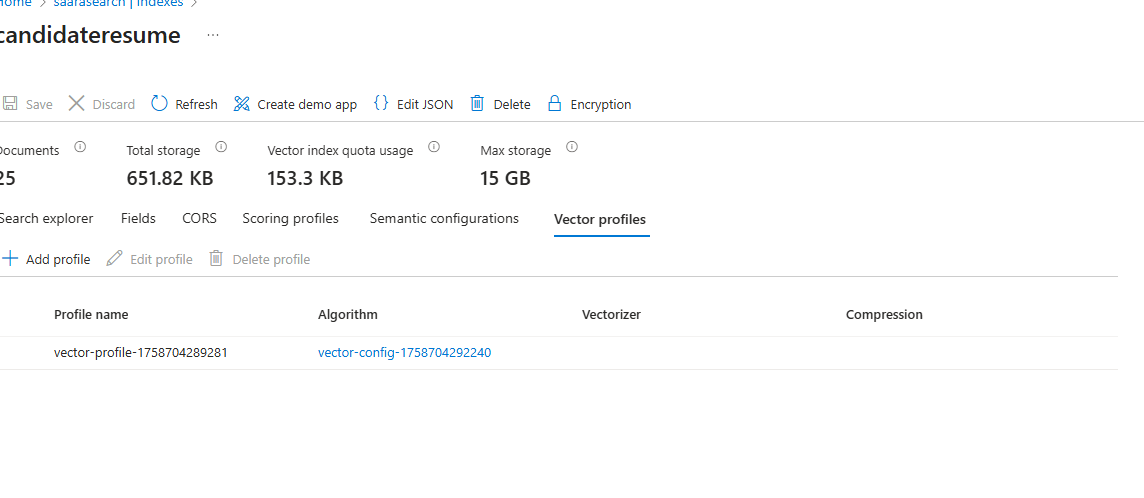 Home > saarasearch | Indexes >
candidateresume ...
Save Discard Refresh Create demo app {} Edit JSON Delete Encryption
Documents Total storage Vector index quota usage Max storage
25 651.82 KB 153.3 KB 15 GB
Search explorer Fields CORS Scoring profiles Semantic configurations Vector profiles
+ Add profile Edit profile Delete profile
Profile name Algorithm Vectorizer Compression
vector-profile-1758704289281 vector-config-1758704292240